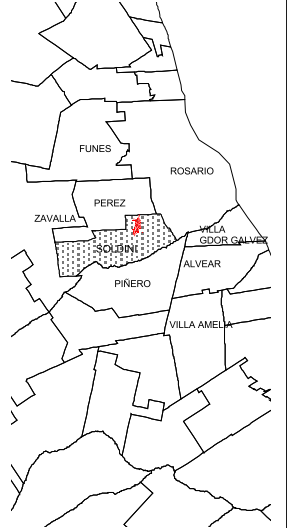 FUNES
ROSARIO
PEREZ
ZAVALLA
VILLA
GDOR GALVEZ
SOLDINI
ALVEAR
PIÑERO
VILLA AMELIA